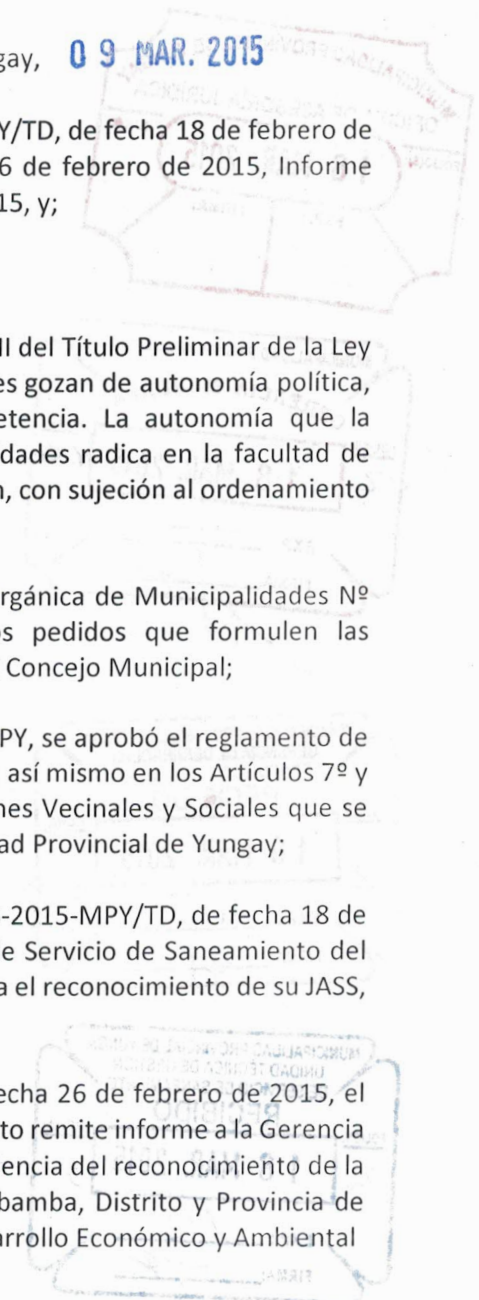 gay, 09 MAR. 2015
Y/TD, de fecha 18 de febrero de
6 de febrero de 2015, Informe
15, y;
II del Título Preliminar de la Ley
es gozan de autonomía política,
etencia. La autonomía que la
dades radica en la facultad de
n, con sujeción al ordenamiento
rgánica de Municipalidades Nº
os pedidos que formulen las
Concejo Municipal;
PY, se aprobó el reglamento de
así mismo en los Artículos 7º y
nes Vecinales y Sociales que se
ad Provincial de Yungay;
-2015-MPY/TD, de fecha 18 de
e Servicio de Saneamiento del
a el reconocimiento de su JASS,
echa 26 de febrero de 2015, el
to remite informe a la Gerencia
encia del reconocimiento de la
bamba, Distrito y Provincia de
arrollo Económico y Ambiental